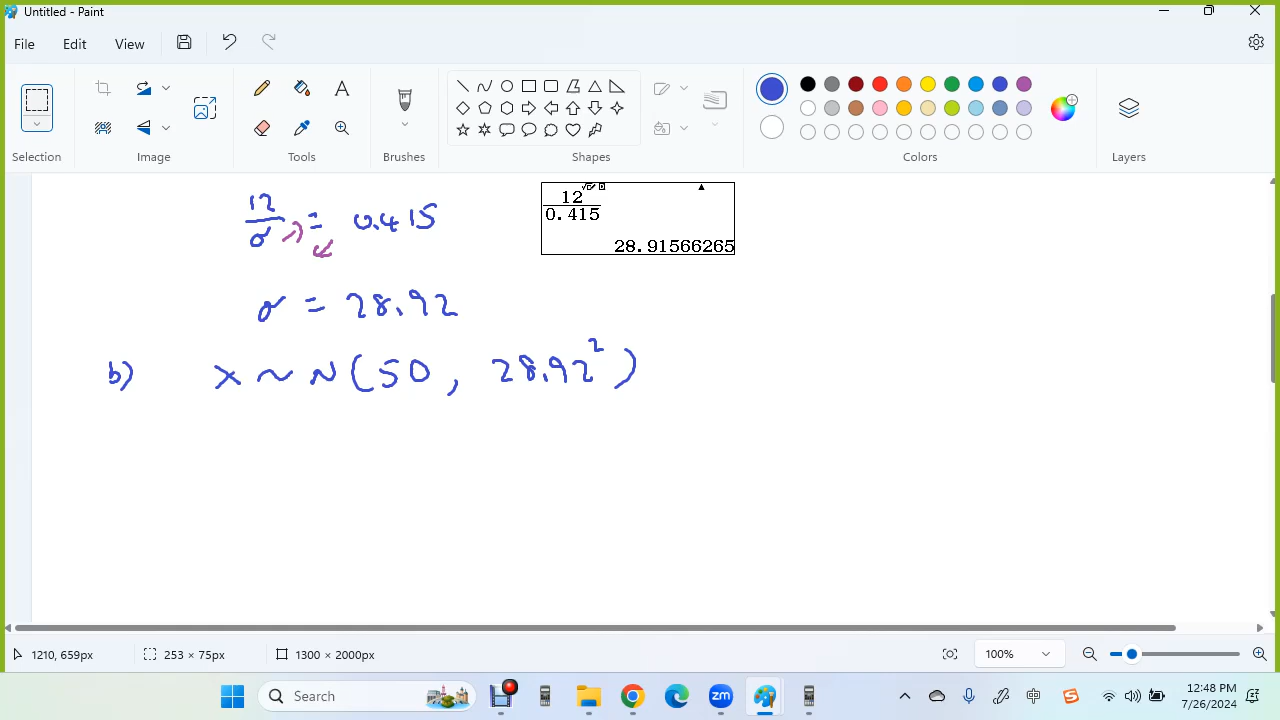 Untitled - Paint
File Edit View
Selection Image Tools Brushes Shapes Colors Layers
12/σ = 0.415
12
0.415
28.91566265
σ = 28.92
b) X ~ N(50, 28.92²)
1210, 659px 253 × 75px 1300 × 2000px 100%
Search zm 中 12:48 PM
7/26/2024